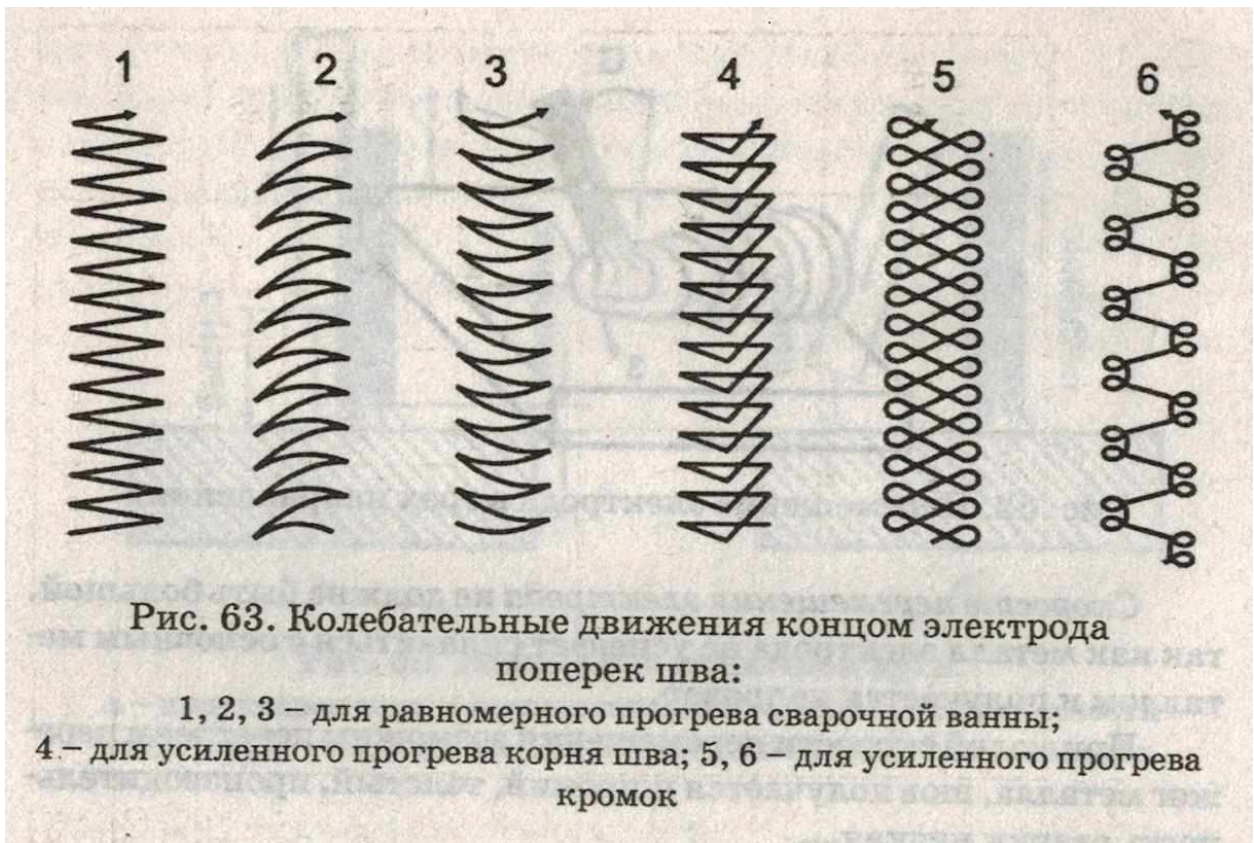 1 2 3 4 5 6
Рис. 63. Колебательные движения концом электрода
поперек шва:
1, 2, 3 – для равномерного прогрева сварочной ванны;
4 – для усиленного прогрева корня шва; 5, 6 – для усиленного прогрева
кромок